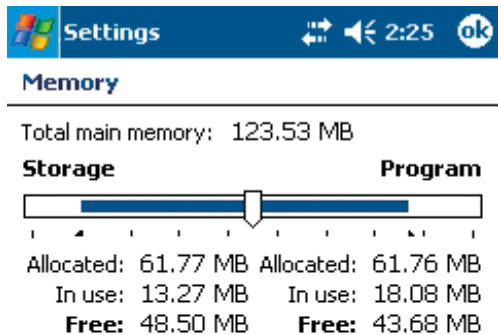 Settings 2:25 ok
Memory
Total main memory: 123.53 MB
Storage Program
Allocated: 61.77 MB Allocated: 61.76 MB
In use: 13.27 MB In use: 18.08 MB
Free: 48.50 MB Free: 43.68 MB